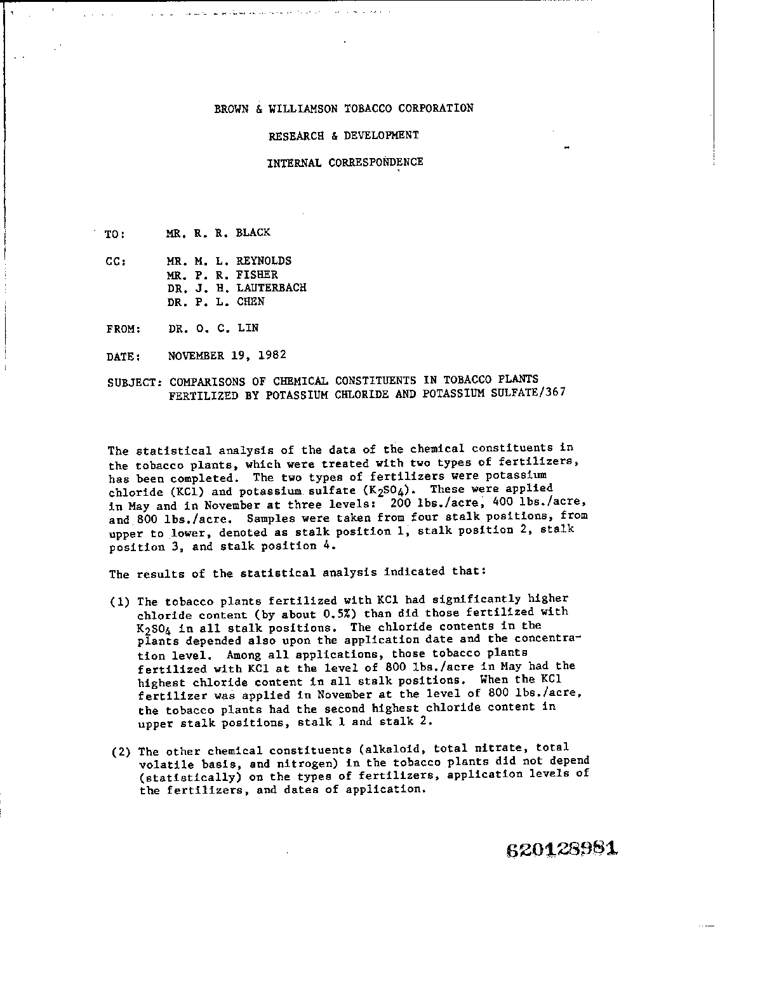 BROWN & WILLIAMSON TOBACCO CORPORATION
RESEARCH & DEVELOPMENT
INTERNAL CORRESPONDENCE
TO: MR. R. R. BLACK
CC: MR. M. L. REYNOLDS
MR. P. R. FISHER
DR. J. H. LAUTERBACH
DR. P. L. CHEN
FROM: DR. O. C. LIN
DATE: NOVEMBER 19, 1982
SUBJECT: COMPARISONS OF CHEMICAL CONSTITUENTS IN TOBACCO PLANTS
FERTILIZED BY POTASSIUM CHLORIDE AND POTASSIUM SULFATE/367
The statistical analysis of the data of the chemical constituents in
the tobacco plants, which were treated with two types of fertilizers,
has been completed. The two types of fertilizers were potassium
chloride (KCl) and potassium sulfate (K2SO4). These were applied
in May and in November at three levels: 200 lbs./acre, 400 lbs./acre,
and 800 lbs./acre. Samples were taken from four stalk positions, from
upper to lower, denoted as stalk position 1, stalk position 2, stalk
position 3, and stalk position 4.
The results of the statistical analysis indicated that:
(1) The tobacco plants fertilized with KCl had significantly higher
chloride content (by about 0.5%) than did those fertilized with
K2SO4 in all stalk positions. The chloride contents in the
plants depended also upon the application date and the concentra-
tion level. Among all applications, those tobacco plants
fertilized with KCl at the level of 800 lbs./acre in May had the
highest chloride content in all stalk positions. When the KCl
fertilizer was applied in November at the level of 800 lbs./acre,
the tobacco plants had the second highest chloride content in
upper stalk positions, stalk 1 and stalk 2.
(2) The other chemical constituents (alkaloid, total nitrate, total
volatile basis, and nitrogen) in the tobacco plants did not depend
(statistically) on the types of fertilizers, application levels of
the fertilizers, and dates of application.
620128981